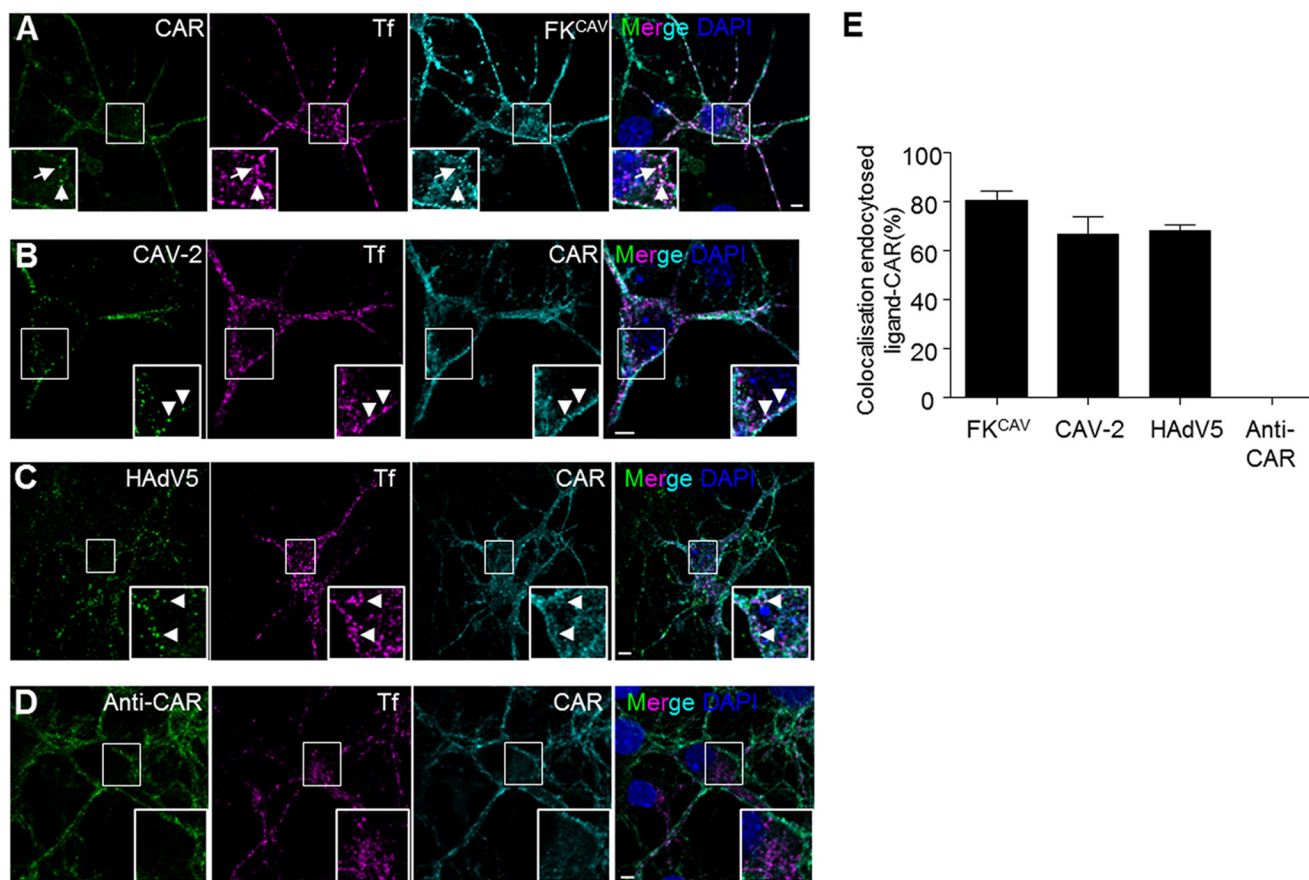 A CAR Tf FKCAV Merge DAPI
B CAV-2 Tf CAR Merge DAPI
C HAdV5 Tf CAR Merge DAPI
D Anti-CAR Tf CAR Merge DAPI
E
Colocalisation endocytosed
ligand-CAR(%)
100
80
60
40
20
0
FKCAV CAV-2 HAdV5 Anti-
CAR